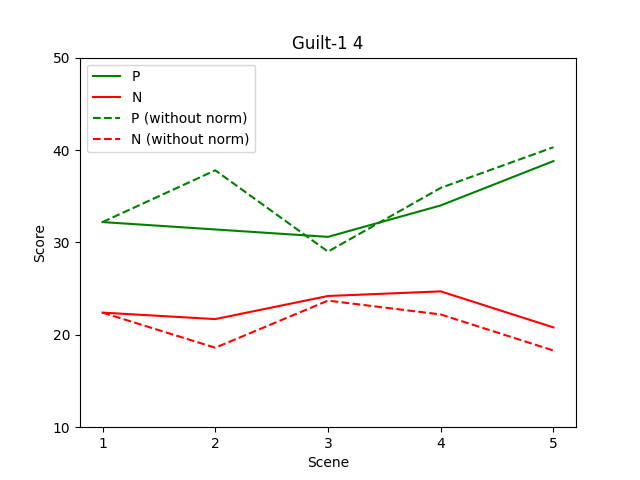 Guilt-1 4
P
N
P (without norm)
N (without norm)
50
40
30
20
10
Score
1 2 3 4 5
Scene